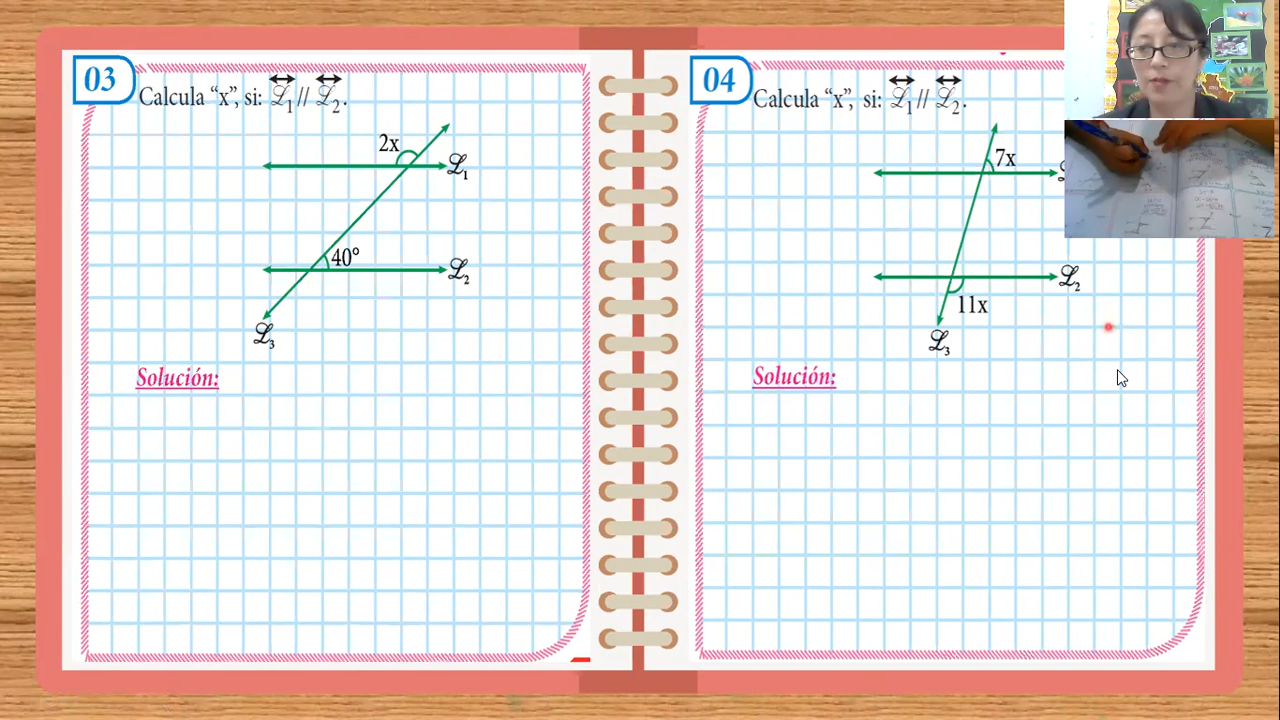 03
Calcula “x”, si: ℒ₁ // ℒ₂.
2x
ℒ₁
40°
ℒ₂
ℒ₃
Solución:
04
Calcula “x”, si: ℒ₁ // ℒ₂.
7x
ℒ₂
11x
ℒ₃
Solución: